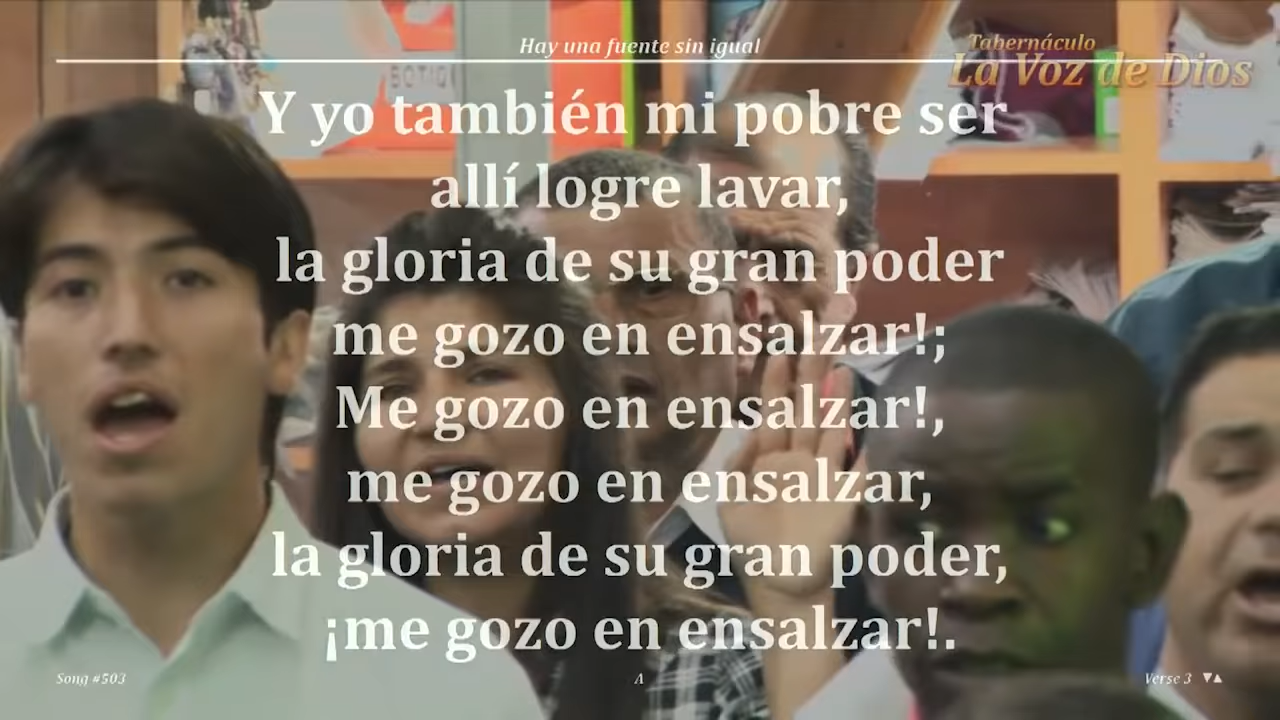 Hay una fuente sin igual
Tabernáculo
La Voz de Dios
BOTIQ
Y yo también mi pobre ser
allí logre lavar,
la gloria de su gran poder
me gozo en ensalzar!;
Me gozo en ensalzar!,
me gozo en ensalzar,
la gloria de su gran poder,
¡me gozo en ensalzar!.
Song #503
A
Verse 3 ▼▲